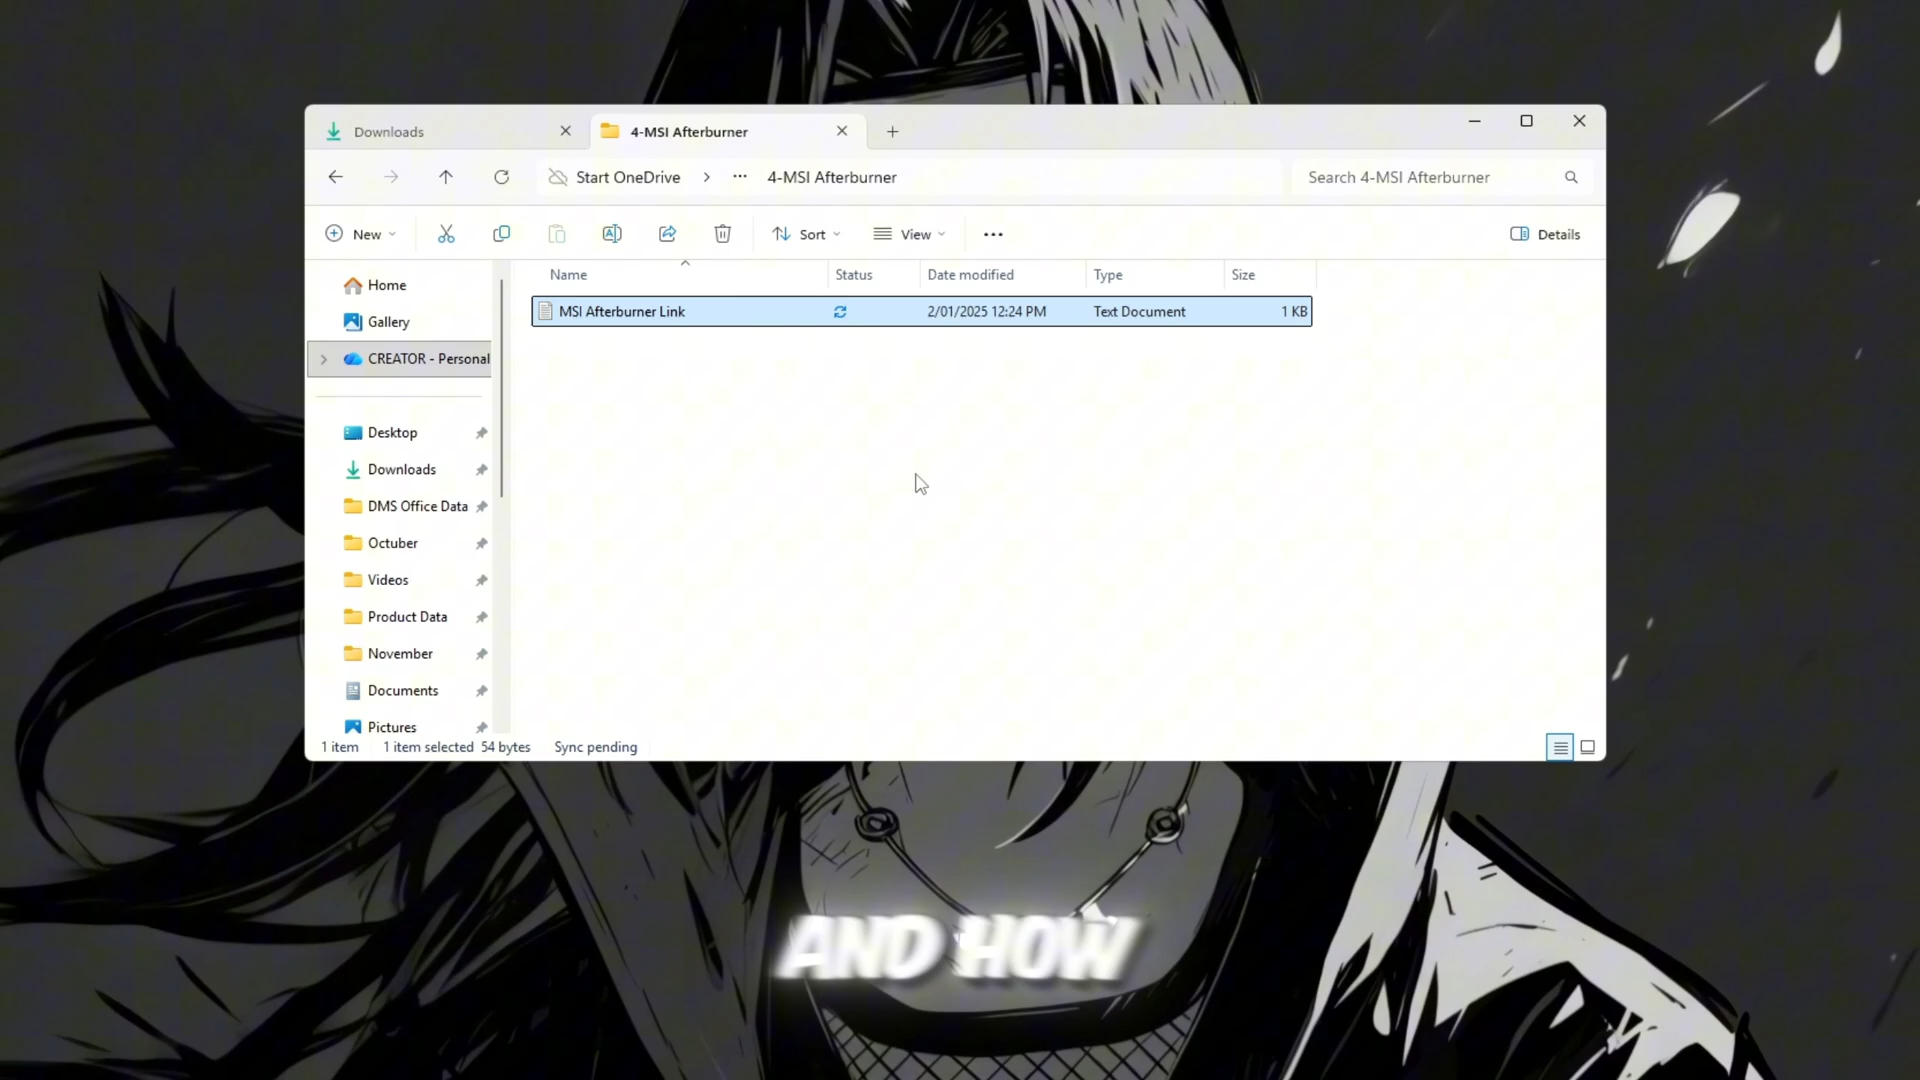 Downloads
4-MSI Afterburner
Start OneDrive
4-MSI Afterburner
Search 4-MSI Afterburner
New
Sort
View
Details
Name
Status
Date modified
Type
Size
MSI Afterburner Link
2/01/2025 12:24 PM
Text Document
1 KB
Home
Gallery
CREATOR - Personal
Desktop
Downloads
DMS Office Data
Octuber
Videos
Product Data
November
Documents
Pictures
1 item
1 item selected 54 bytes
Sync pending
AND HOW